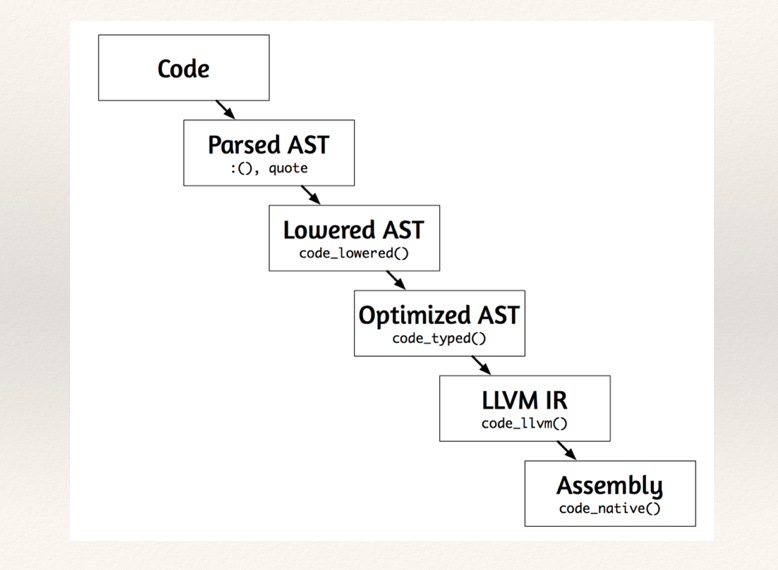 Code
Parsed AST
:(), quote
Lowered AST
code_lowered()
Optimized AST
code_typed()
LLVM IR
code_llvm()
Assembly
code_native()